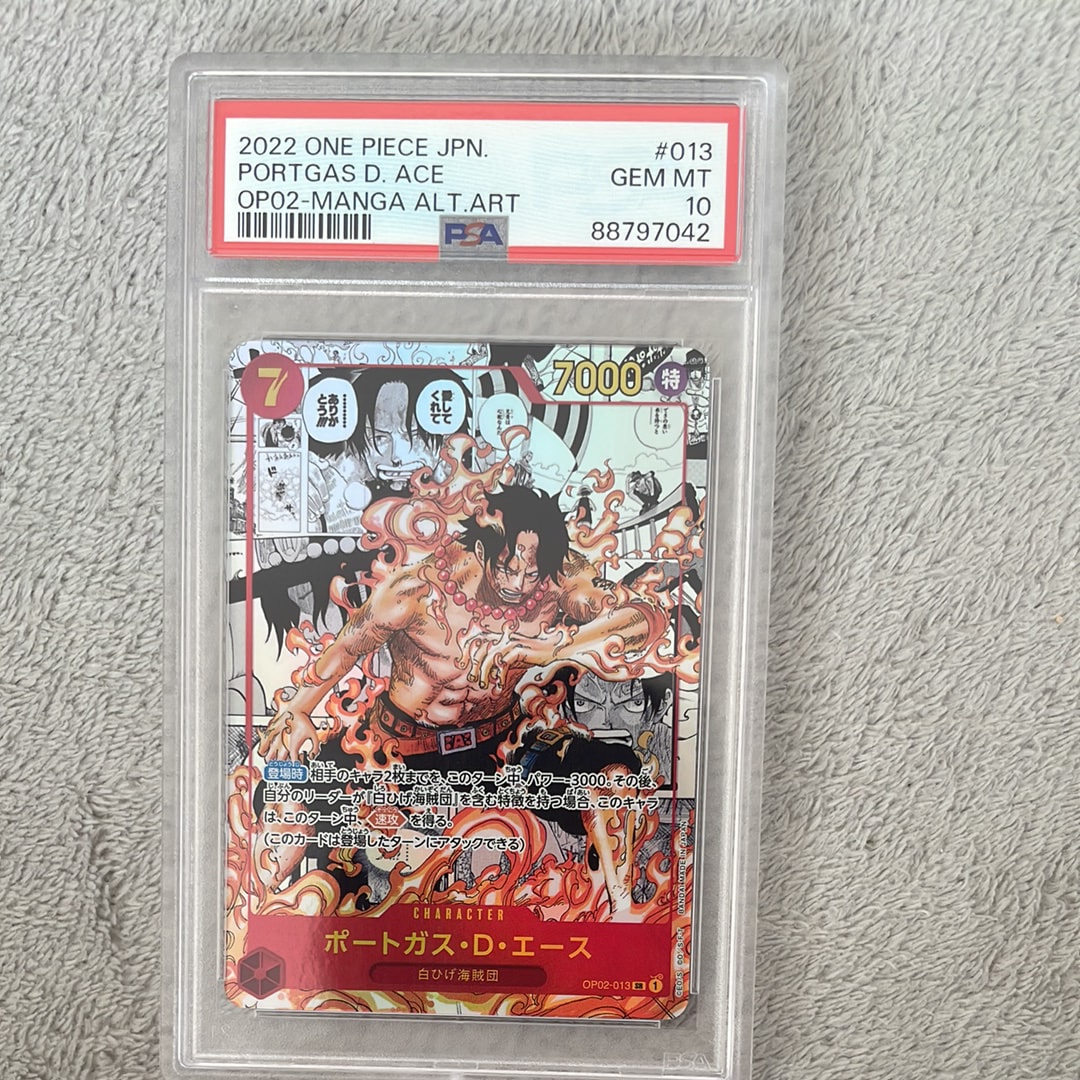 2022 ONE PIECE JPN.
#013
PORTGAS D. ACE
GEM MT
OP02-MANGA ALT.ART
10
PSA
88797042
7
7000
特
…………
ありが
とう!!!
愛して
くれて
登場時 相手のキャラ2枚までを、このターン中、パワー-3000。その後、
自分のリーダーが『白ひげ海賊団』を含む特徴を持つ場合、このキャラ
は、このターン中、速攻を得る。
(このカードは登場したターンにアタックできる)
BANDAI MADE IN JAPAN
CHARACTER
ポートガス・D・エース
白ひげ海賊団
OP02-013 SR 1
PSA